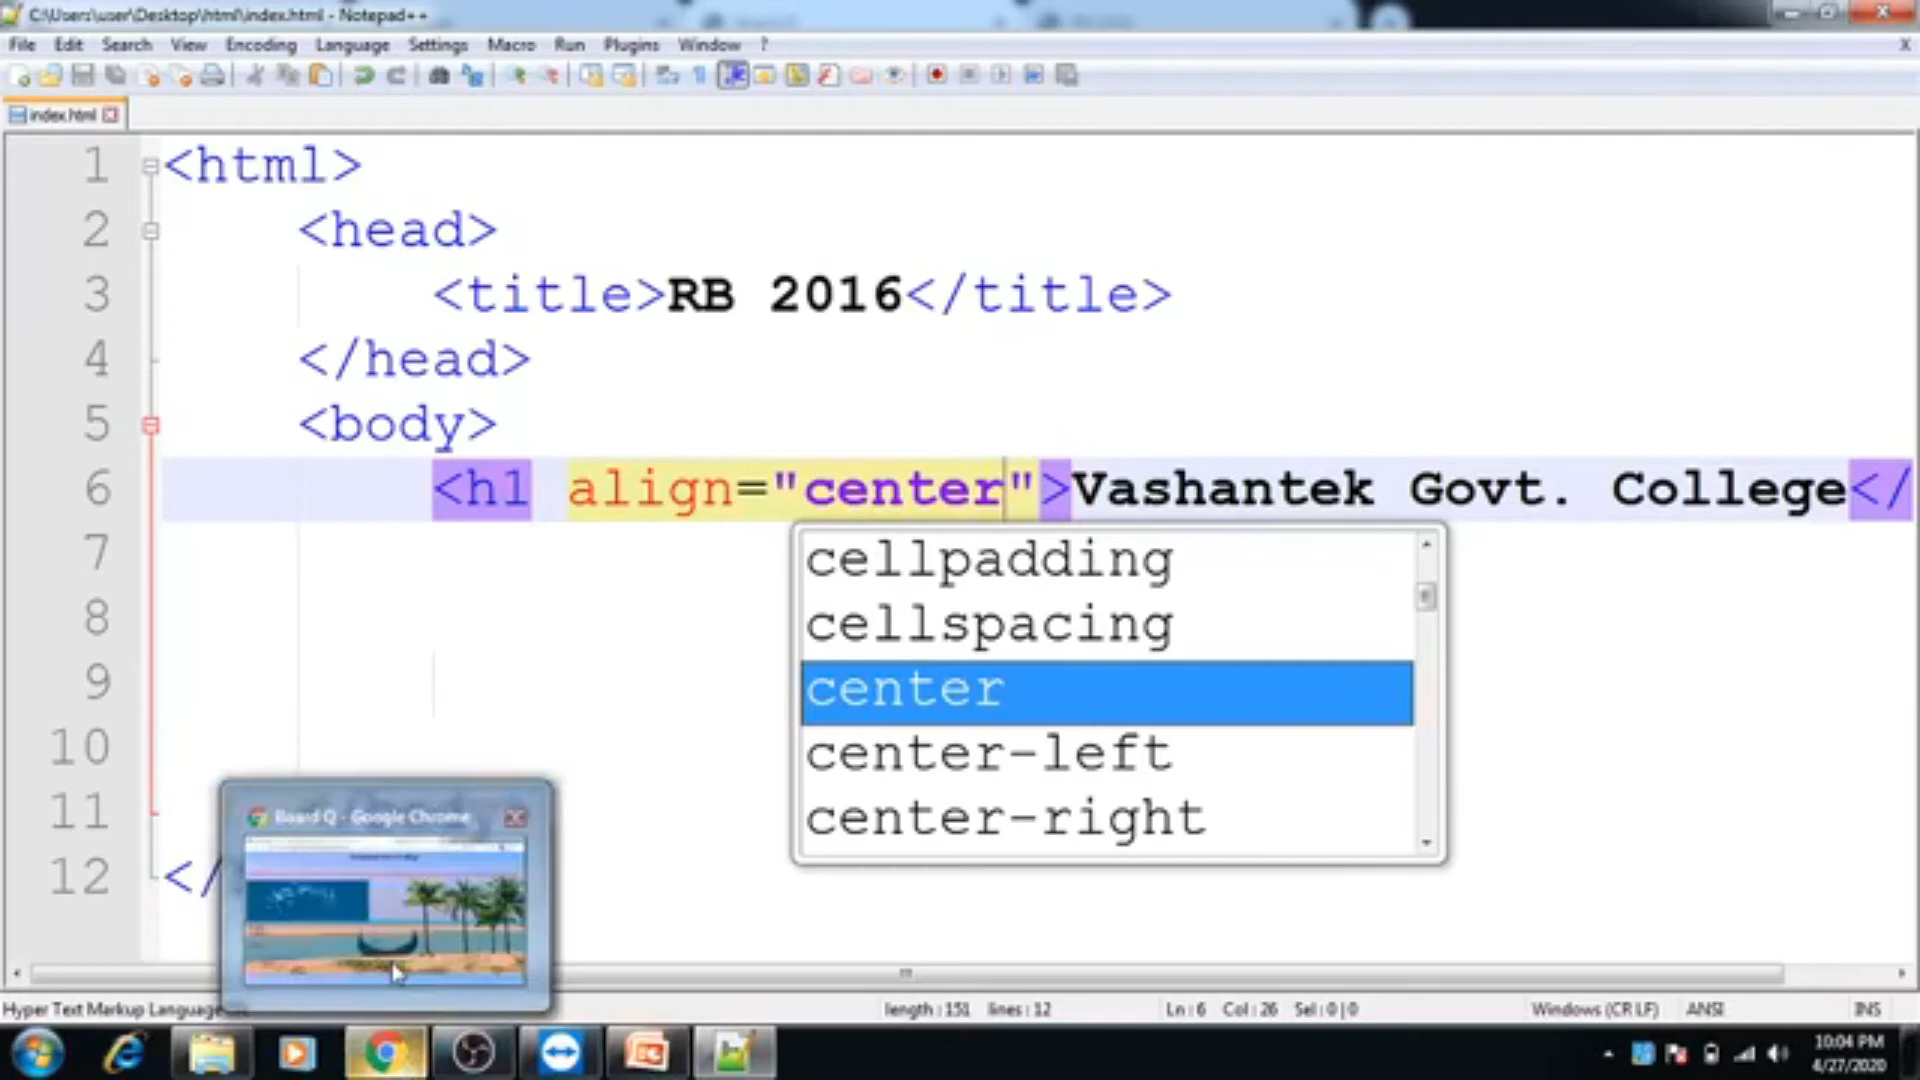 C:\Users\user\Desktop\html\index.html - Notepad++
File Edit Search View Encoding Language Settings Macro Run Plugins Window ? X
index.html
1 <html>
2 <head>
3 <title>RB 2016</title>
4 </head>
5 <body>
6 <h1 align="center">Vashantek Govt. College</
7
8
9
10
11
12 </
cellpadding
cellspacing
center
center-left
center-right
Board Q - Google Chrome
Hyper Text Markup Language length : 151 lines : 12 Ln : 6 Col : 26 Sel : 0 | 0 Windows (CR LF) ANSI INS
10:04 PM
4/27/2020